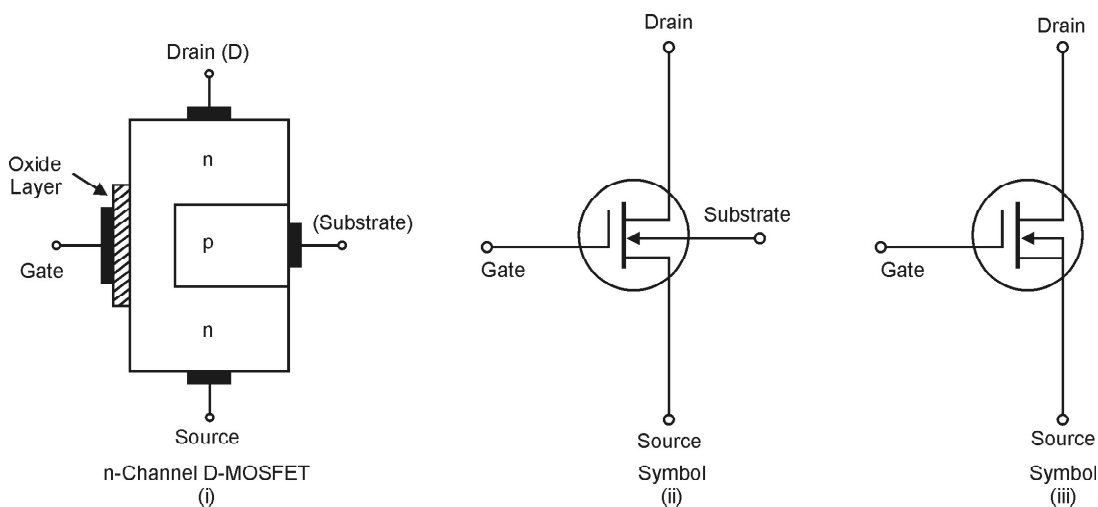 Drain (D)
Oxide
Layer
n
p
(Substrate)
Gate
n
Source
n-Channel D-MOSFET
(i)
Drain
Substrate
Gate
Source
Symbol
(ii)
Drain
Gate
Source
Symbol
(iii)